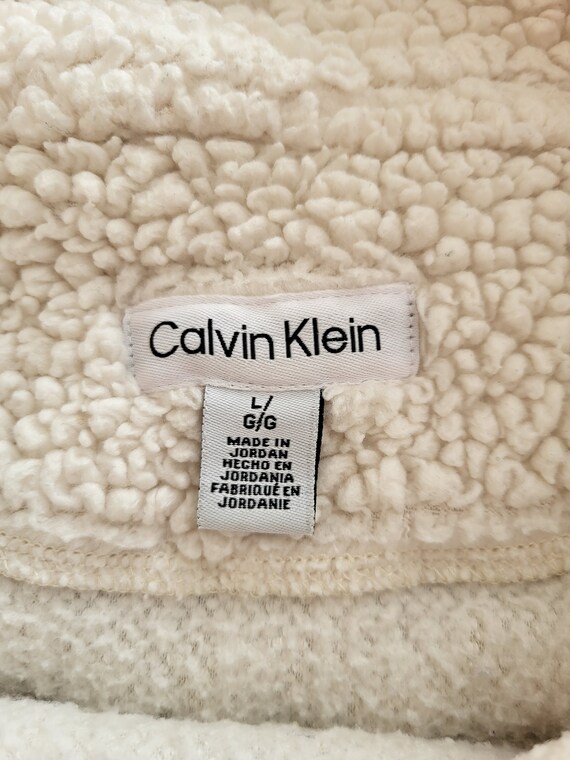 Calvin Klein
L/
G/G
MADE IN
JORDAN
HECHO EN
JORDANIA
FABRIQUÉ EN
JORDANIE